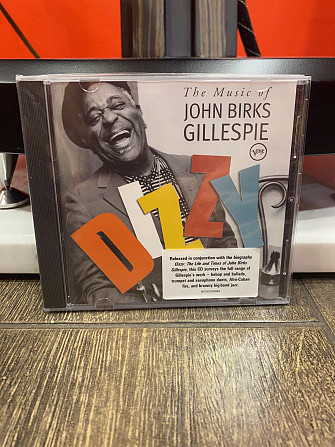 The Music of
JOHN BIRKS
GILLESPIE
Verve
DIZZY
Released in conjunction with the biography
Dizzy: The Life and Times of John Birks
Gillespie, this CD surveys the full range of
Gillespie's work – bebop and ballads,
trumpet and saxophone duets, Afro-Cuban
fire, and brawny big-band jazz.